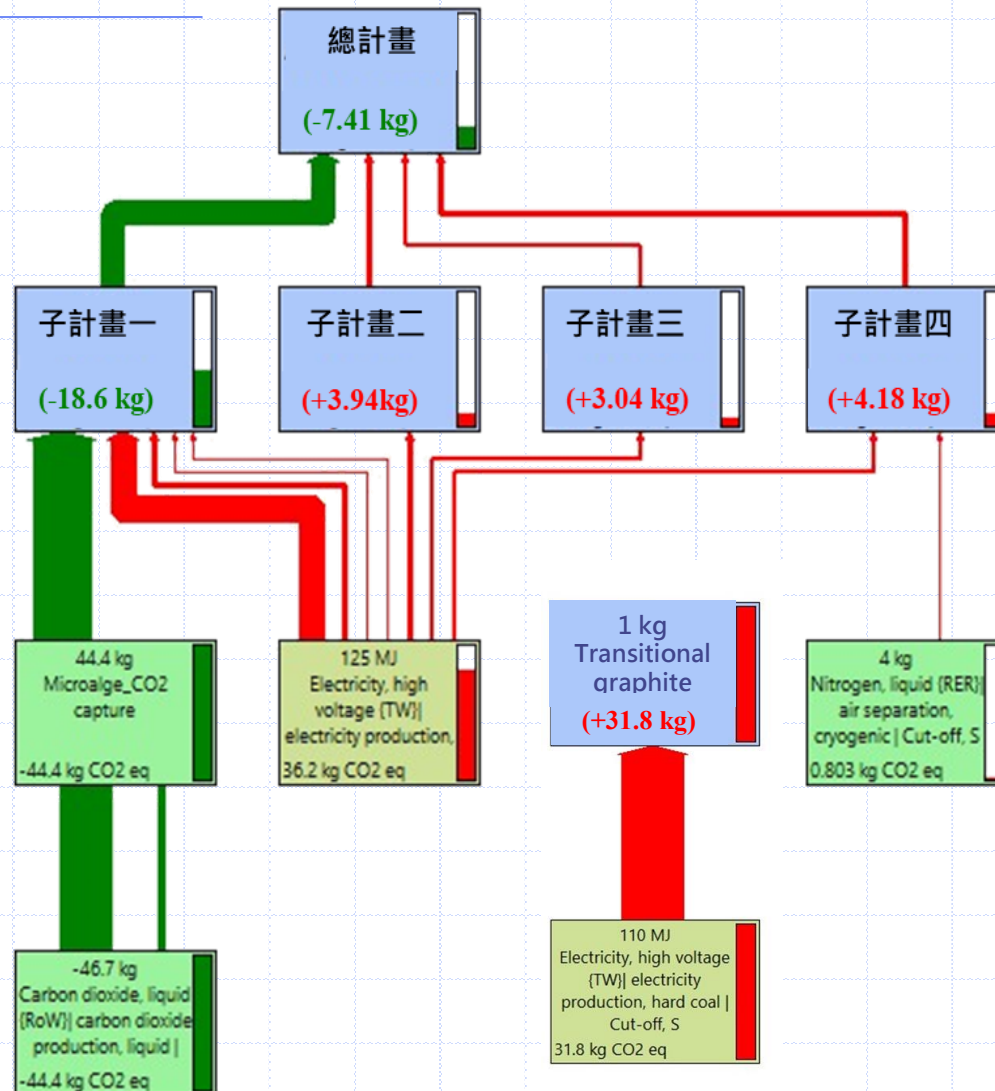 總計畫
(-7.41 kg)
子計畫一
(-18.6 kg)
子計畫二
(+3.94kg)
子計畫三
(+3.04 kg)
子計畫四
(+4.18 kg)
44.4 kg
Microalge_CO2
capture
-44.4 kg CO2 eq
125 MJ
Electricity, high
voltage {TW}|
electricity production,
36.2 kg CO2 eq
1 kg
Transitional
graphite
(+31.8 kg)
4 kg
Nitrogen, liquid {RER}|
air separation,
cryogenic | Cut-off, S
0.803 kg CO2 eq
-46.7 kg
Carbon dioxide, liquid
{RoW}| carbon dioxide
production, liquid |
-44.4 kg CO2 eq
110 MJ
Electricity, high voltage
{TW}| electricity
production, hard coal |
Cut-off, S
31.8 kg CO2 eq